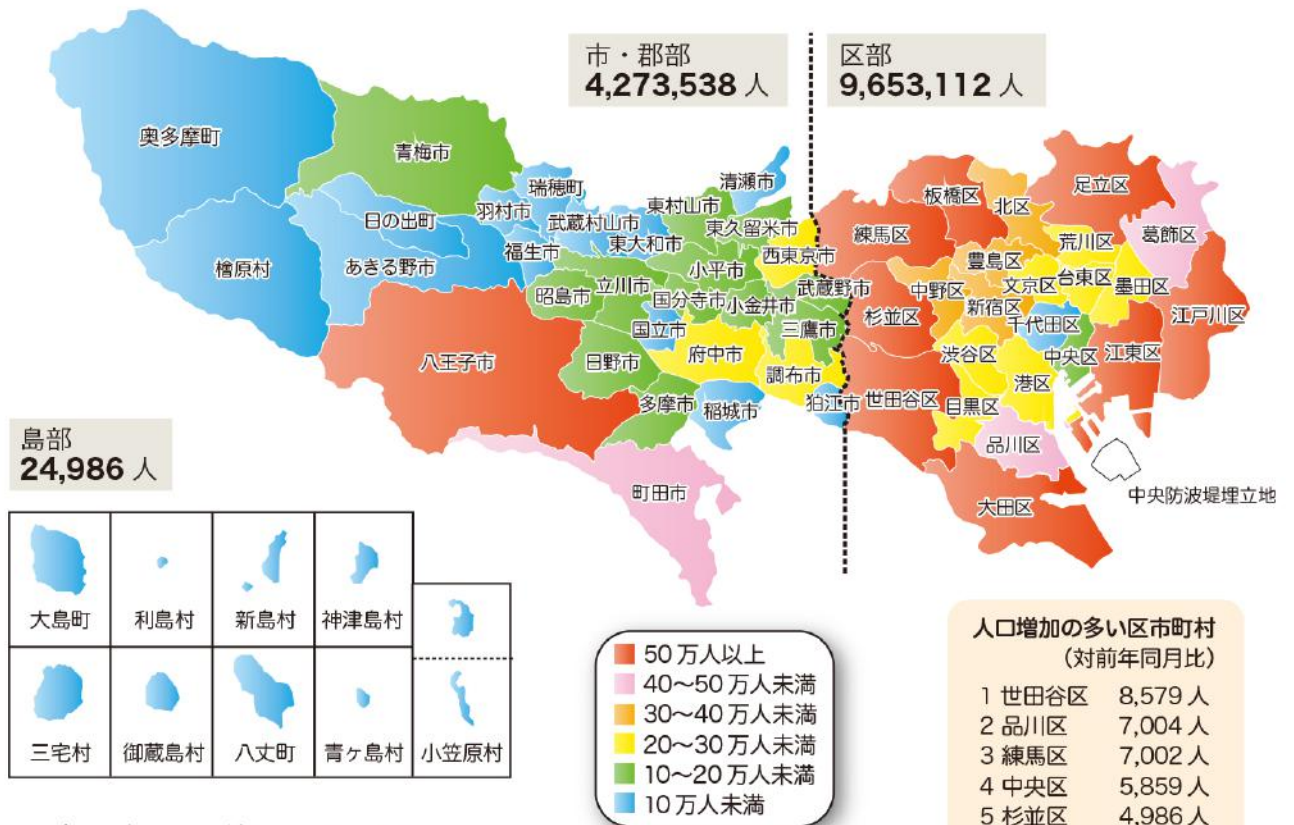 市・郡部
4,273,538 人
区部
9,653,112 人
奥多摩町
青梅市
瑞穂町
清瀬市
羽村市
東村山市
武蔵村山市
東久留米市
日の出町
東大和市
西東京市
檜原村
あきる野市
福生市
小平市
昭島市
立川市
国分寺市
小金井市
武蔵野市
国立市
三鷹市
八王子市
日野市
府中市
調布市
多摩市
稲城市
狛江市
町田市
板橋区
北区
足立区
練馬区
荒川区
葛飾区
豊島区
中野区
文京区
台東区
墨田区
杉並区
新宿区
千代田区
江戸川区
渋谷区
中央区
江東区
世田谷区
目黒区
港区
品川区
大田区
中央防波堤埋立地
島部
24,986 人
大島町
利島村
新島村
神津島村
三宅村
御蔵島村
八丈町
青ヶ島村
小笠原村
50 万人以上
40〜50 万人未満
30〜40 万人未満
20〜30 万人未満
10〜20 万人未満
10 万人未満
人口増加の多い区市町村
(対前年同月比)
1 世田谷区 8,579 人
2 品川区 7,004 人
3 練馬区 7,002 人
4 中央区 5,859 人
5 杉並区 4,986 人